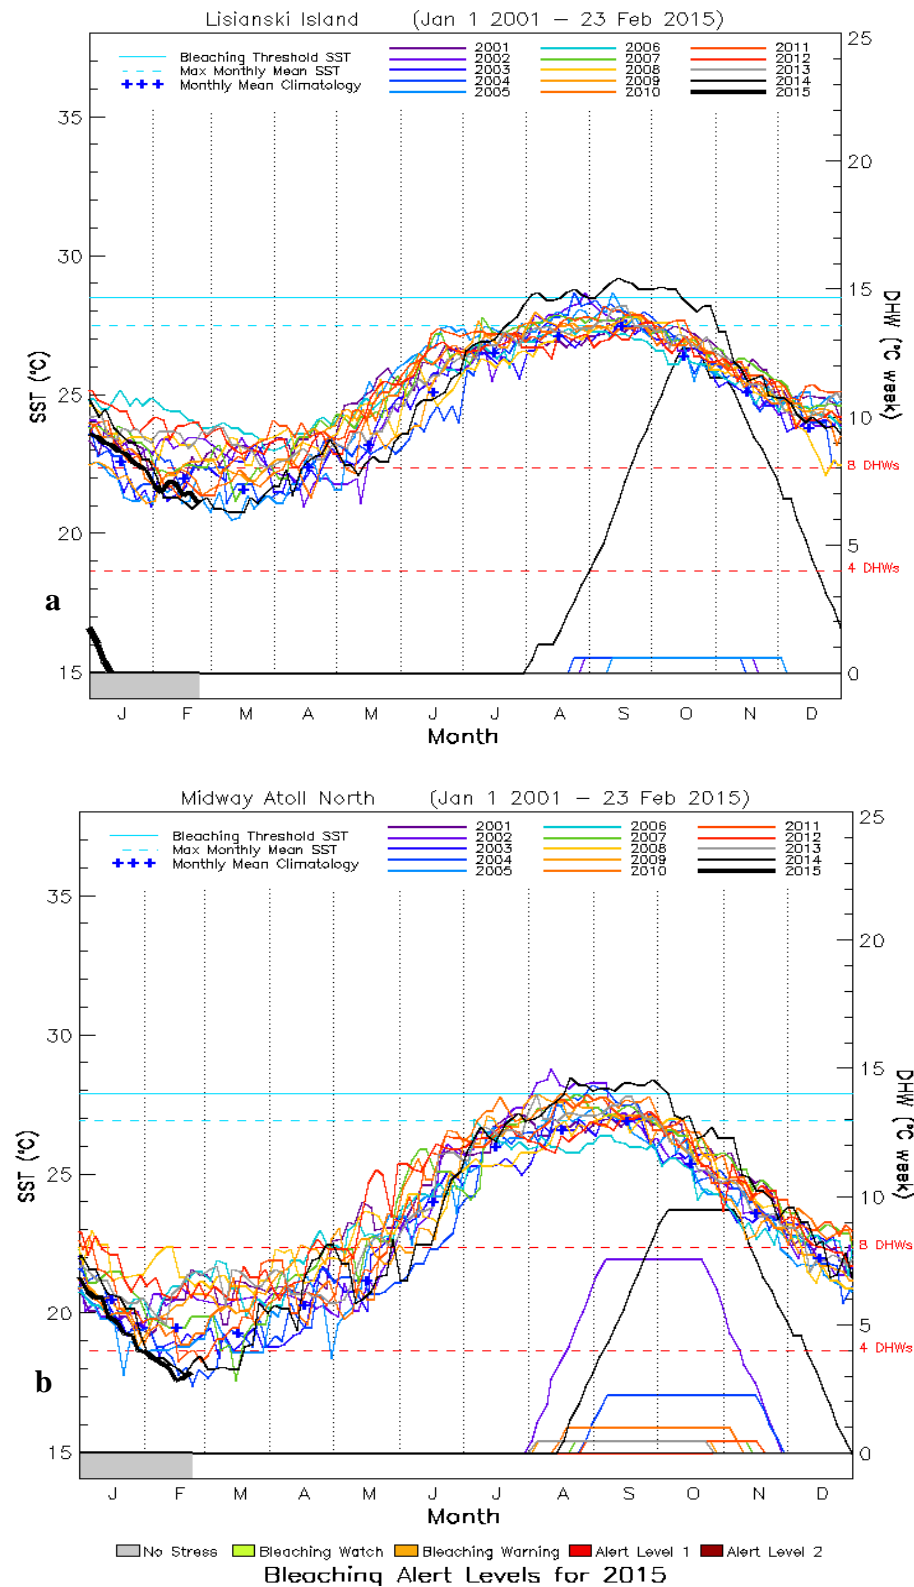 Lisianski Island (Jan 1 2001 – 23 Feb 2015)
Bleaching Threshold SST
Max Monthly Mean SST
Monthly Mean Climatology
2001
2002
2003
2004
2005
2006
2007
2008
2009
2010
2011
2012
2013
2014
2015
35
30
25
20
15
SST (°C)
25
20
15
10
5
0
DHW (°C week)
8 DHWs
4 DHWs
a
J F M A M J J A S O N D
Month
Midway Atoll North (Jan 1 2001 – 23 Feb 2015)
Bleaching Threshold SST
Max Monthly Mean SST
Monthly Mean Climatology
2001
2002
2003
2004
2005
2006
2007
2008
2009
2010
2011
2012
2013
2014
2015
35
30
25
20
15
SST (°C)
25
20
15
10
5
0
DHW (°C week)
8 DHWs
4 DHWs
b
J F M A M J J A S O N D
Month
No Stress Bleaching Watch Bleaching Warning Alert Level 1 Alert Level 2
Bleaching Alert Levels for 2015